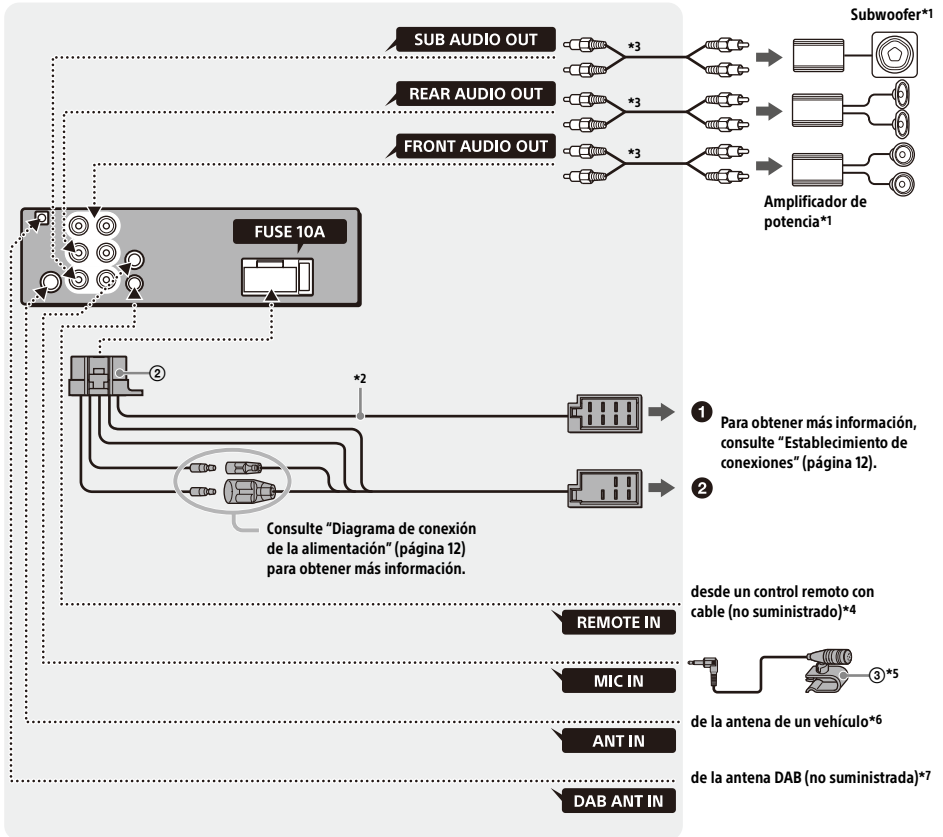 Subwoofer*1
SUB AUDIO OUT
*3
REAR AUDIO OUT
*3
FRONT AUDIO OUT
*3
Amplificador de
potencia*1
FUSE 10A
②
*2
❶
Para obtener más información,
consulte “Establecimiento de
conexiones” (página 12).
❷
Consulte “Diagrama de conexión
de la alimentación” (página 12)
para obtener más información.
desde un control remoto con
cable (no suministrado)*4
REMOTE IN
MIC IN
③*5
de la antena de un vehículo*6
ANT IN
de la antena DAB (no suministrada)*7
DAB ANT IN